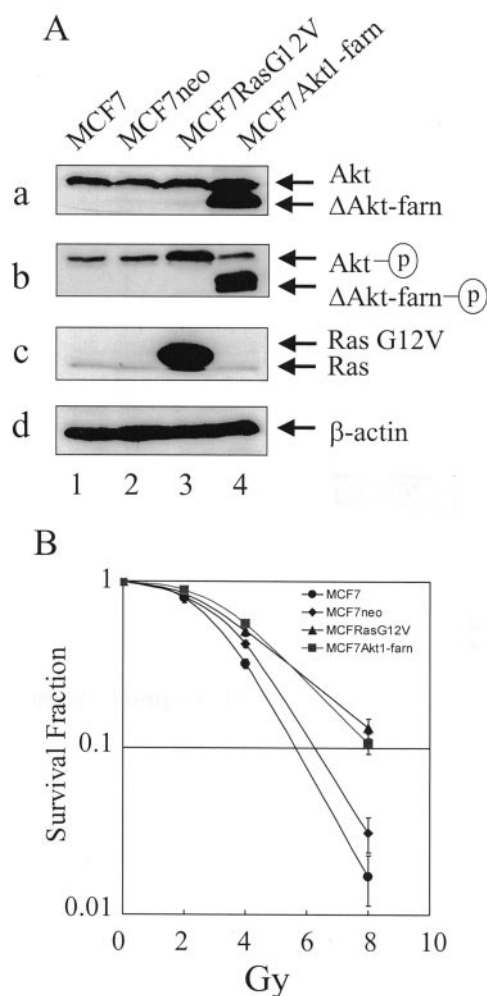 A
MCF7
MCF7neo
MCF7RasG12V
MCF7Akt1-farn
a
Akt
ΔAkt-farn
b
Akt-p
ΔAkt-farn-p
c
Ras G12V
Ras
d
β-actin
1 2 3 4
B
MCF7
MCF7neo
MCFRasG12V
MCF7Akt1-farn
Survival Fraction
1
0.1
0.01
0 2 4 6 8 10
Gy